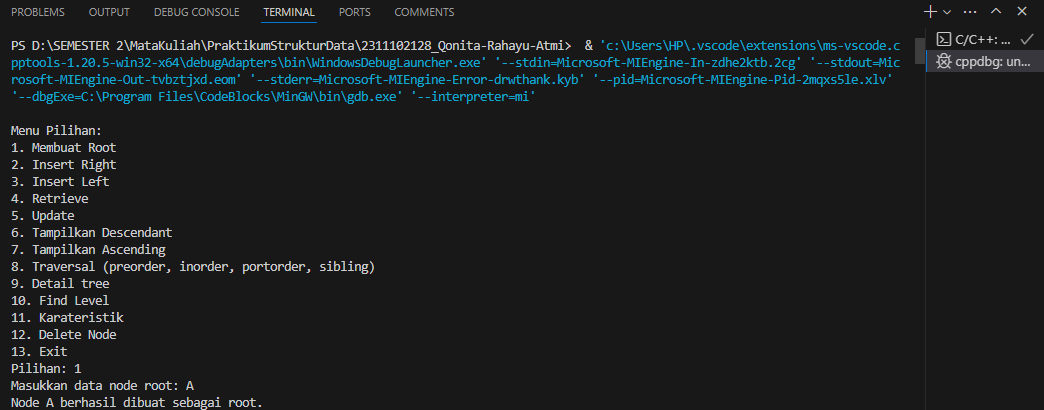 PROBLEMS OUTPUT DEBUG CONSOLE TERMINAL PORTS COMMENTS
PS D:\SEMESTER 2\MataKuliah\PraktikumStrukturData\2311102128_Qonita-Rahayu-Atmi> & 'c:\Users\HP\.vscode\extensions\ms-vscode.c
pptools-1.20.5-win32-x64\debugAdapters\bin\WindowsDebugLauncher.exe' '--stdin=Microsoft-MIEngine-In-zdhe2ktb.2cg' '--stdout=Mic
rosoft-MIEngine-Out-tvbztjxd.eom' '--stderr=Microsoft-MIEngine-Error-drwthank.kyb' '--pid=Microsoft-MIEngine-Pid-2mqxs5le.xlv'
'--dbgExe=C:\Program Files\CodeBlocks\MinGW\bin\gdb.exe' '--interpreter=mi'
Menu Pilihan:
1. Membuat Root
2. Insert Right
3. Insert Left
4. Retrieve
5. Update
6. Tampilkan Descendant
7. Tampilkan Ascending
8. Traversal (preorder, inorder, portorder, sibling)
9. Detail tree
10. Find Level
11. Karateristik
12. Delete Node
13. Exit
Pilihan: 1
Masukkan data node root: A
Node A berhasil dibuat sebagai root.
C/C++: ...
cppdbg: un...